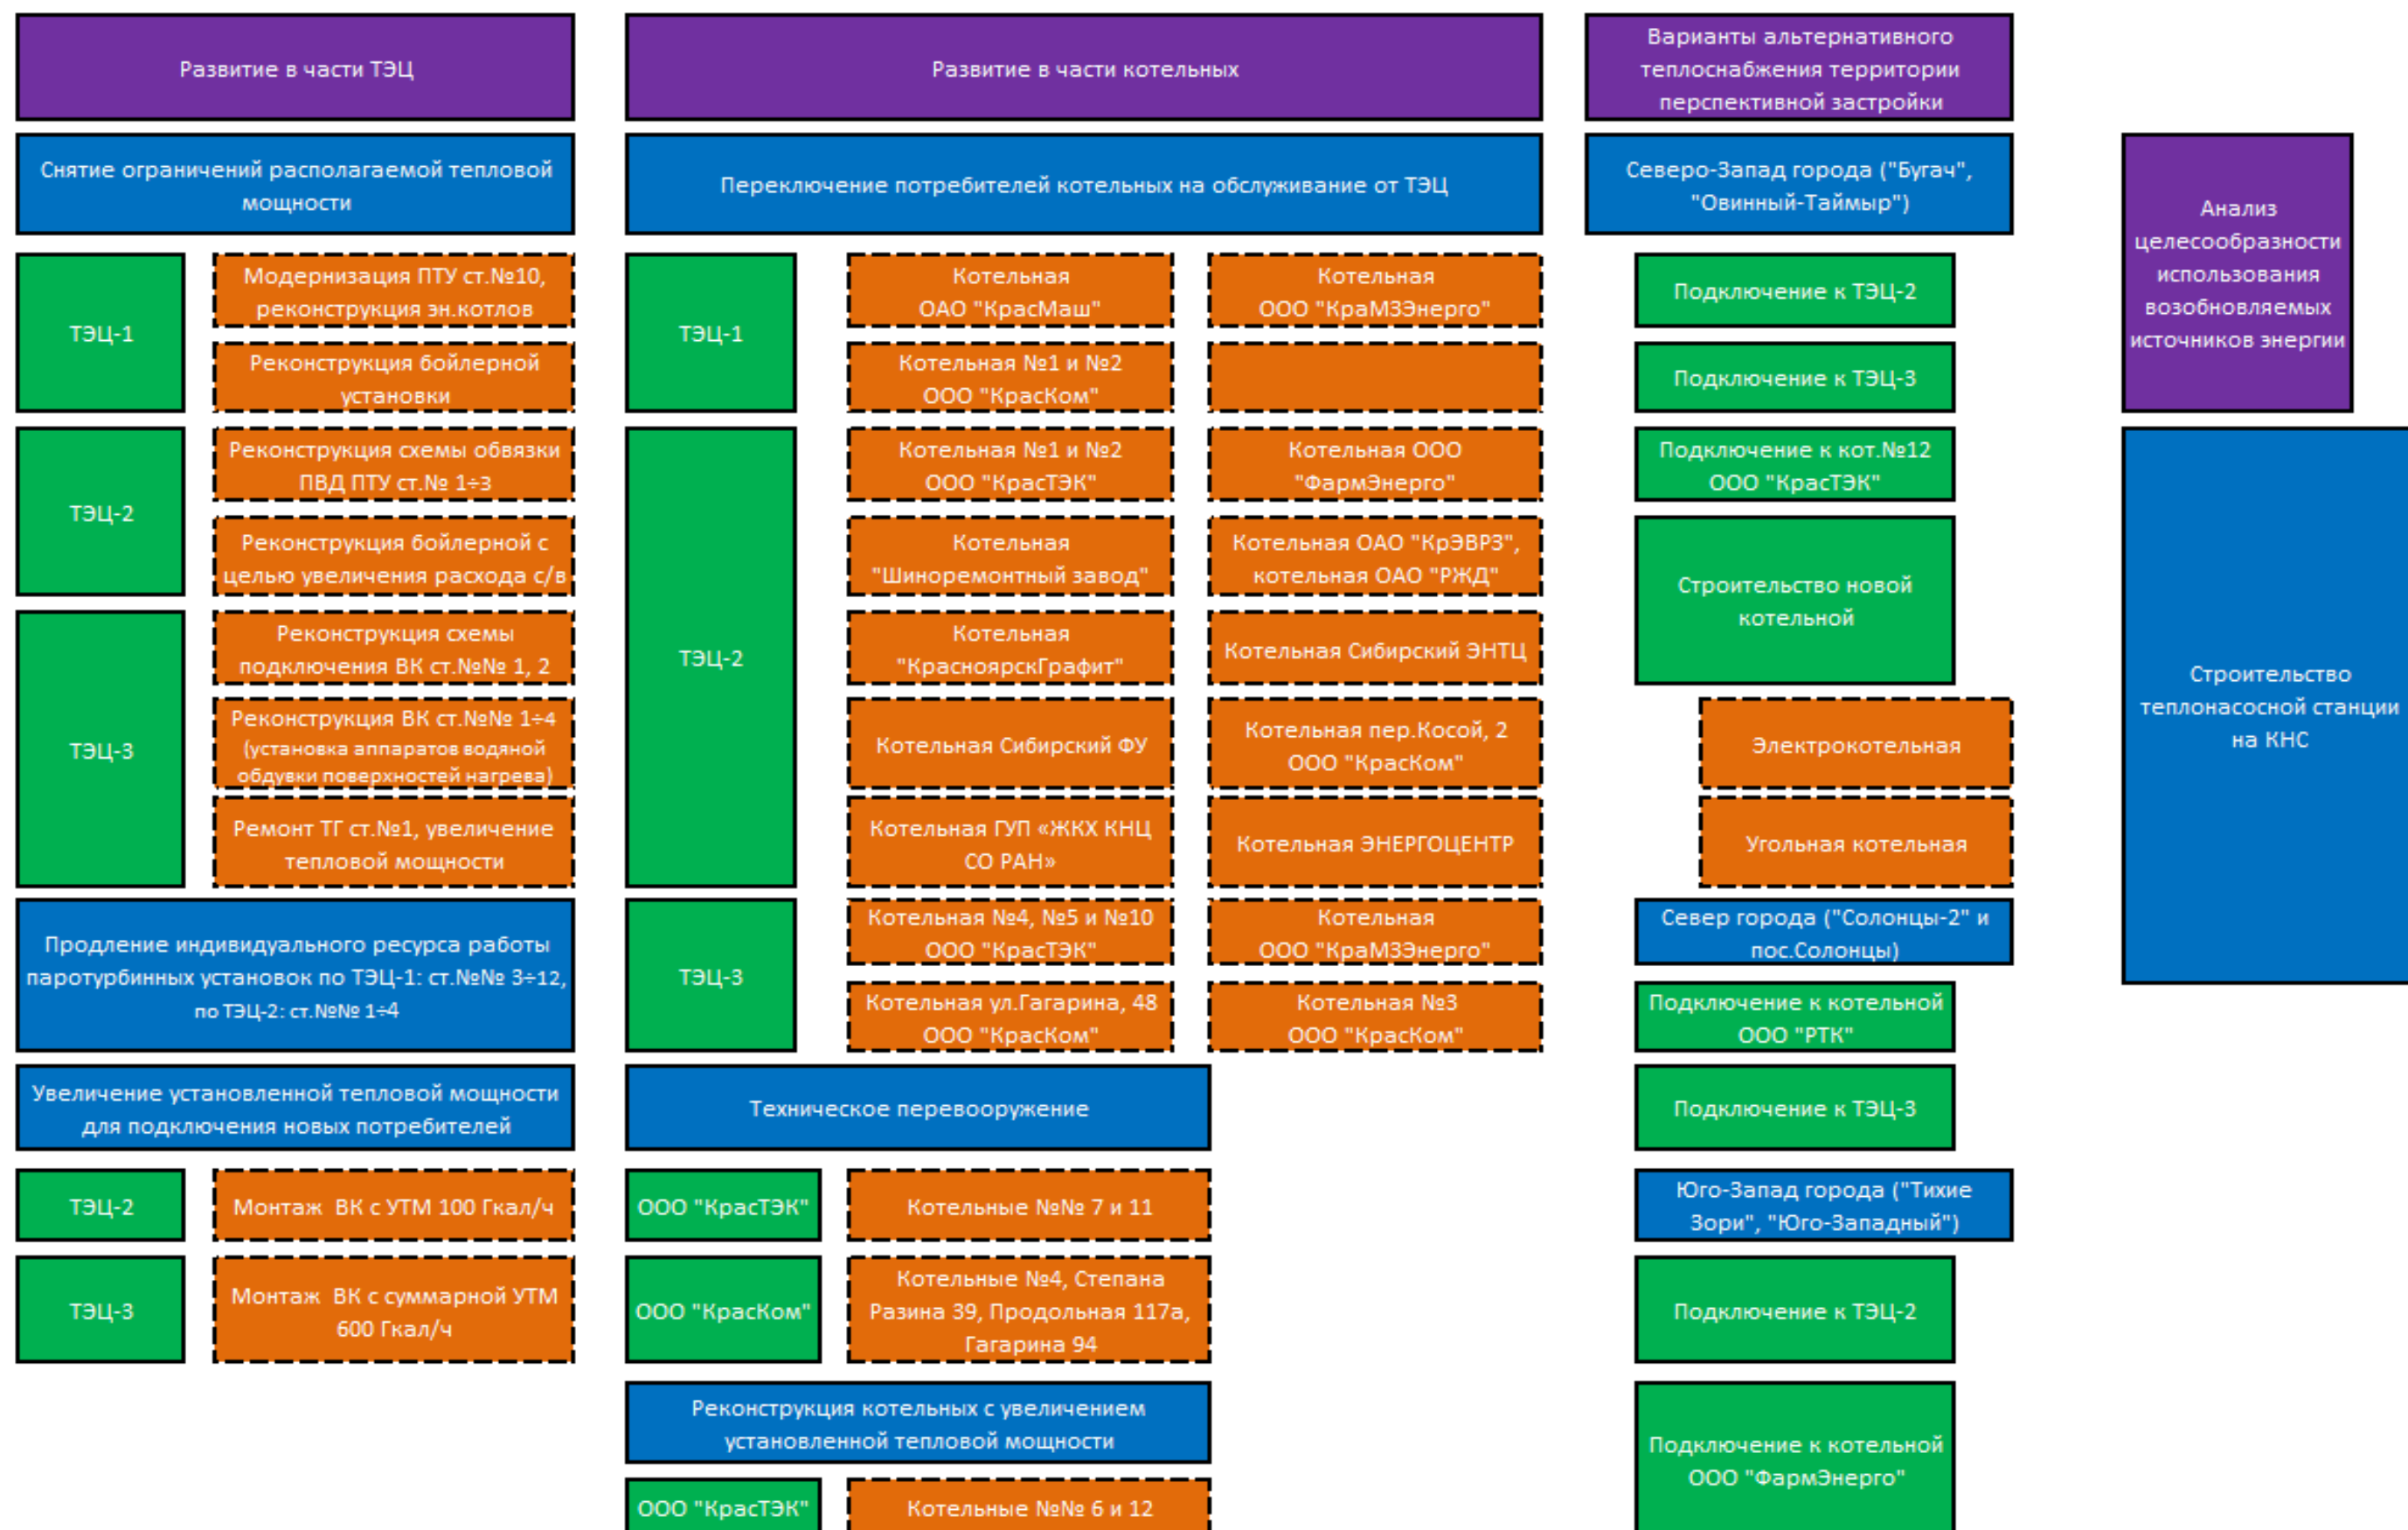 Развитие в части ТЭЦ
Снятие ограничений располагаемой тепловой
мощности
ТЭЦ-1
Модернизация ПТУ ст.№10,
реконструкция эн.котлов
Реконструкция бойлерной
установки
ТЭЦ-2
Реконструкция схемы обвязки
ПВД ПТУ ст.№ 1÷3
Реконструкция бойлерной с
целью увеличения расхода с/в
ТЭЦ-3
Реконструкция схемы
подключения ВК ст.№№ 1, 2
Реконструкция ВК ст.№№ 1÷4
(установка аппаратов водяной
обдувки поверхностей нагрева)
Ремонт ТГ ст.№1, увеличение
тепловой мощности
Продление индивидуального ресурса работы
паротурбинных установок по ТЭЦ-1: ст.№№ 3÷12,
по ТЭЦ-2: ст.№№ 1÷4
Увеличение установленной тепловой мощности
для подключения новых потребителей
ТЭЦ-2
Монтаж ВК с УТМ 100 Гкал/ч
ТЭЦ-3
Монтаж ВК с суммарной УТМ
600 Гкал/ч
Развитие в части котельных
Переключение потребителей котельных на обслуживание от ТЭЦ
ТЭЦ-1
Котельная
ОАО "КрасМаш"
Котельная
ООО "КраМЗЭнерго"
Котельная №1 и №2
ООО "КрасКом"
ТЭЦ-2
Котельная №1 и №2
ООО "КрасТЭК"
Котельная ООО
"ФармЭнерго"
Котельная
"Шиноремонтный завод"
Котельная ОАО "КрЭВРЗ",
котельная ОАО "РЖД"
Котельная
"КрасноярскГрафит"
Котельная Сибирский ЭНТЦ
Котельная Сибирский ФУ
Котельная пер.Косой, 2
ООО "КрасКом"
Котельная ГУП «ЖКХ КНЦ
СО РАН»
Котельная ЭНЕРГОЦЕНТР
ТЭЦ-3
Котельная №4, №5 и №10
ООО "КрасТЭК"
Котельная
ООО "КраМЗЭнерго"
Котельная ул.Гагарина, 48
ООО "КрасКом"
Котельная №3
ООО "КрасКом"
Техническое перевооружение
ООО "КрасТЭК"
Котельные №№ 7 и 11
ООО "КрасКом"
Котельные №4, Степана
Разина 39, Продольная 117а,
Гагарина 94
Реконструкция котельных с увеличением
установленной тепловой мощности
ООО "КрасТЭК"
Котельные №№ 6 и 12
Варианты альтернативного
теплоснабжения территории
перспективной застройки
Северо-Запад города ("Бугач",
"Овинный-Таймыр")
Подключение к ТЭЦ-2
Подключение к ТЭЦ-3
Подключение к кот.№12
ООО "КрасТЭК"
Строительство новой
котельной
Электрокотельная
Угольная котельная
Север города ("Солонцы-2" и
пос.Солонцы)
Подключение к котельной
ООО "РТК"
Подключение к ТЭЦ-3
Юго-Запад города ("Тихие
Зори", "Юго-Западный")
Подключение к ТЭЦ-2
Подключение к котельной
ООО "ФармЭнерго"
Анализ
целесообразности
использования
возобновляемых
источников энергии
Строительство
теплонасосной станции
на КНС